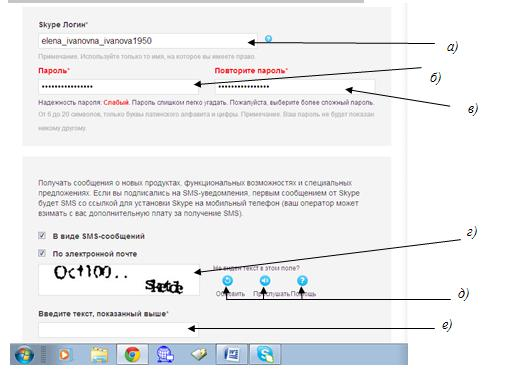 Skype Логин*
elena_ivanovna_ivanova1950
а)
Примечание. Используйте только то имя, на которое вы имеете право.
Пароль* Повторите пароль*
б)
в)
Надежность пароля: Слабый. Пароль слишком легко угадать. Пожалуйста, выберите более сложный пароль.
От 6 до 20 символов, только буквы латинского алфавита и цифры. Примечание. Ваш пароль не будет показан
никому другому.
Получать сообщения о новых продуктах, функциональных возможностях и специальных
предложениях. Если вы подписались на SMS-уведомления, первым сообщением от Skype
будет SMS со ссылкой для установки Skype на мобильный телефон (ваш оператор может
взимать с вас дополнительную плату за получение SMS).
В виде SMS-сообщений
По электронной почте
г)
Не виден текст в этом поле?
Обновить Прослушать Помощь
д)
Введите текст, показанный выше*
е)